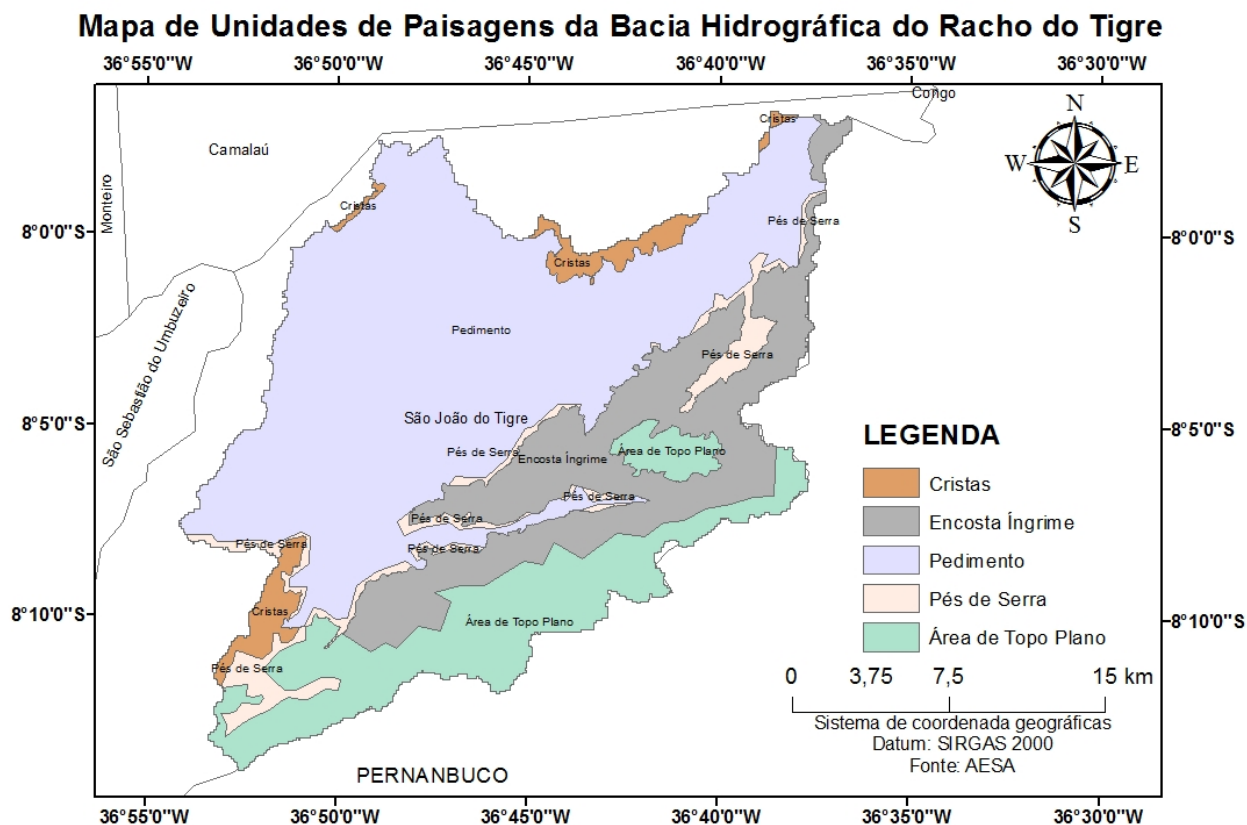 Mapa de Unidades de Paisagens da Bacia Hidrográfica do Racho do Tigre
36°55'0"W 36°50'0"W 36°45'0"W 36°40'0"W 36°35'0"W 36°30'0"W
Congo
Cristas
N
Camalaú
W E
S
Monteiro
Cristas
Pés de Serra
8°0'0"S 8°0'0"S
Cristas
São Sebastião do Umbuzeiro
Pedimento
Pés de Serra
São João do Tigre
8°5'0"S 8°5'0"S
Pés de Serra
Encosta Íngrime
Área de Topo Plano
Pés de Serra
Pés de Serra
Pés de Serra
Pés de Serra
Cristas
8°10'0"S 8°10'0"S
Área de Topo Plano
Pés de Serra
PERNANBUCO
LEGENDA
Cristas
Encosta Íngrime
Pedimento
Pés de Serra
Área de Topo Plano
0 3,75 7,5 15 km
Sistema de coordenada geográficas
Datum: SIRGAS 2000
Fonte: AESA
36°55'0"W 36°50'0"W 36°45'0"W 36°40'0"W 36°35'0"W 36°30'0"W